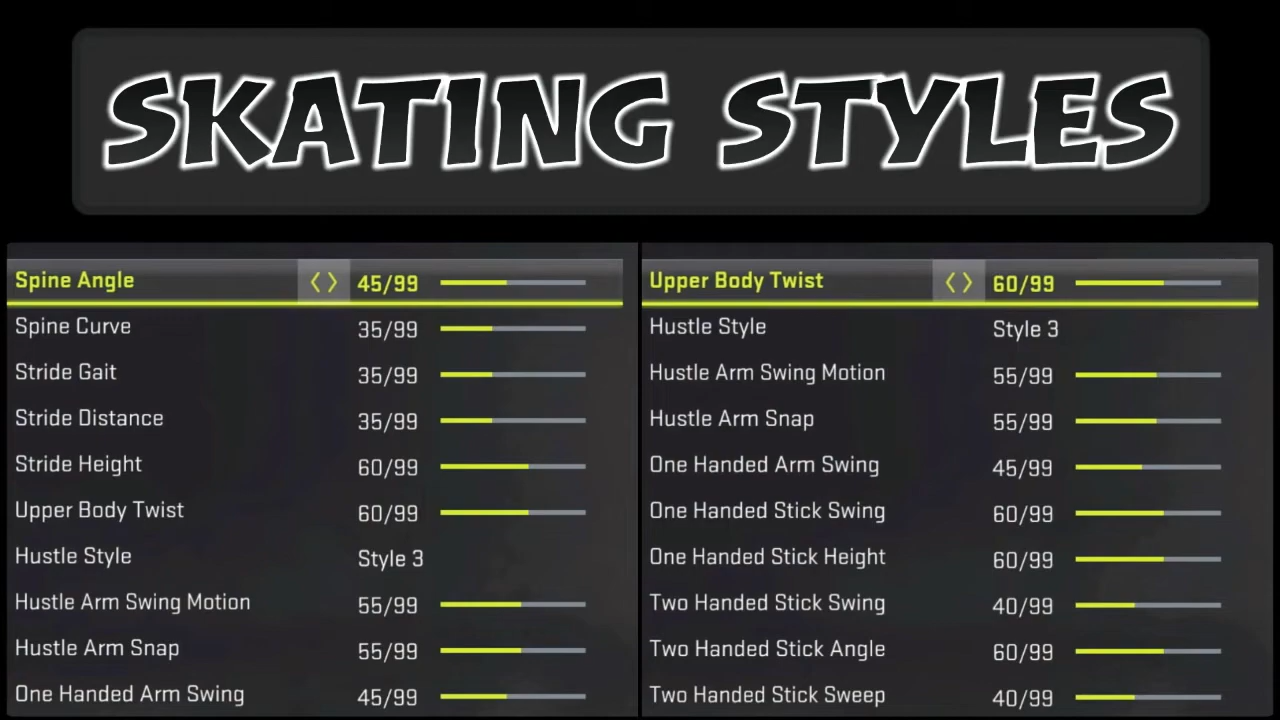 SKATING STYLES
Spine Angle <> 45/99
Spine Curve 35/99
Stride Gait 35/99
Stride Distance 35/99
Stride Height 60/99
Upper Body Twist 60/99
Hustle Style Style 3
Hustle Arm Swing Motion 55/99
Hustle Arm Snap 55/99
One Handed Arm Swing 45/99
Upper Body Twist <> 60/99
Hustle Style Style 3
Hustle Arm Swing Motion 55/99
Hustle Arm Snap 55/99
One Handed Arm Swing 45/99
One Handed Stick Swing 60/99
One Handed Stick Height 60/99
Two Handed Stick Swing 40/99
Two Handed Stick Angle 60/99
Two Handed Stick Sweep 40/99